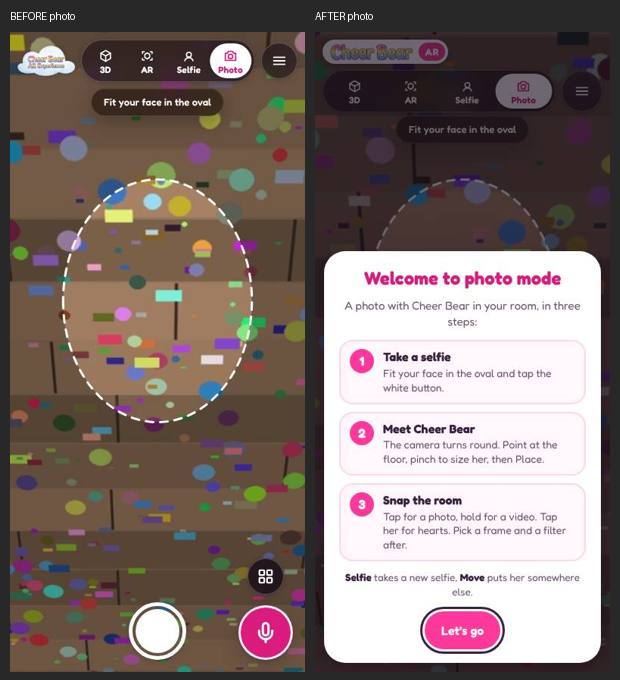 BEFORE photo
Cheer Bear
AR Experience
3D
AR
Selfie
Photo
Fit your face in the oval
AFTER photo
Cheer Bear
AR
3D
AR
Selfie
Photo
Fit your face in the oval
Welcome to photo mode
A photo with Cheer Bear in your room, in three
steps:
1
Take a selfie
Fit your face in the oval and tap the
white button.
2
Meet Cheer Bear
The camera turns round. Point at the
floor, pinch to size her, then Place.
3
Snap the room
Tap for a photo, hold for a video. Tap
her for hearts. Pick a frame and a filter
after.
Selfie takes a new selfie, Move puts her somewhere
else.
Let's go